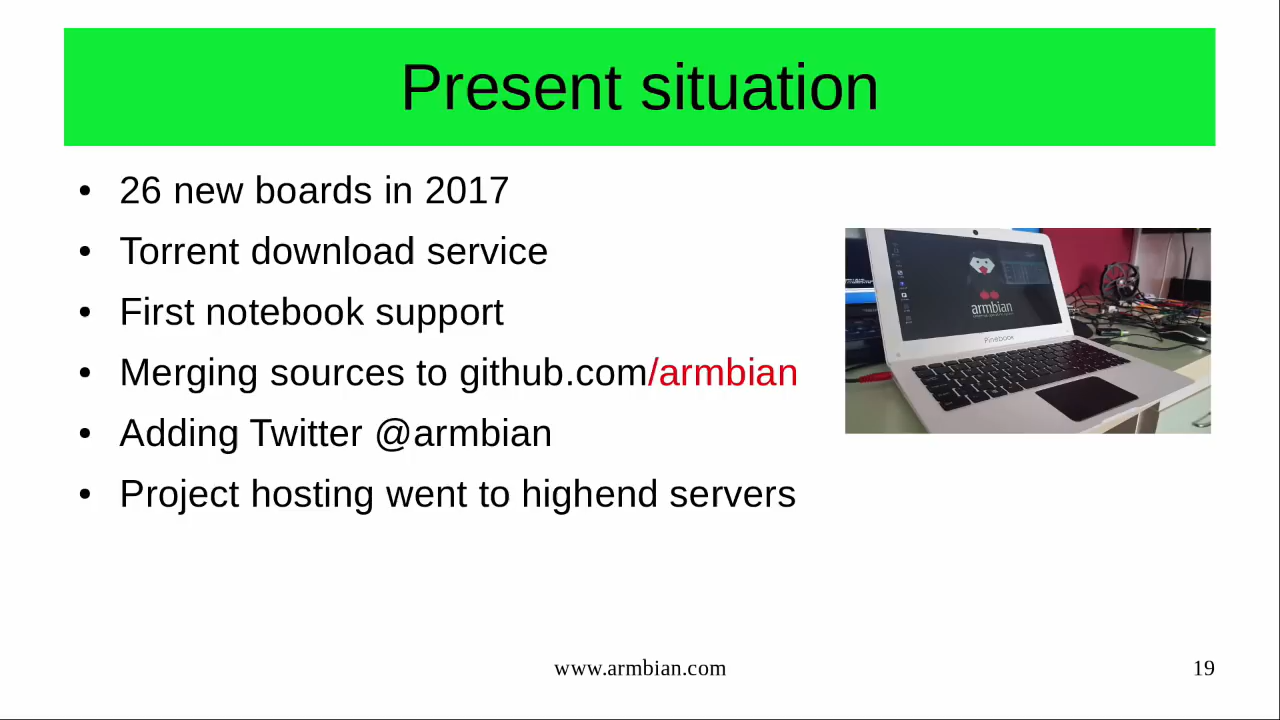 Present situation
• 26 new boards in 2017
• Torrent download service
• First notebook support
• Merging sources to github.com/armbian
• Adding Twitter @armbian
• Project hosting went to highend servers
armbian
Pinebook
www.armbian.com
19